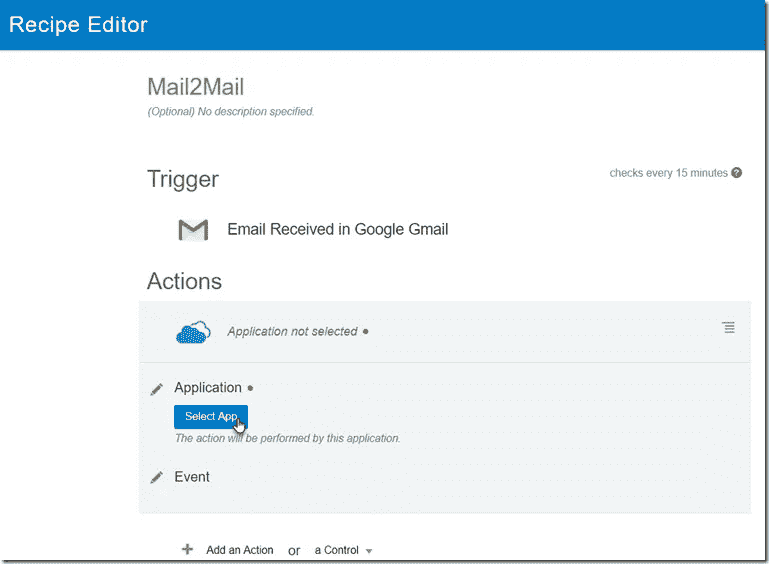 Recipe Editor
Mail2Mail
(Optional) No description specified.
Trigger
checks every 15 minutes ?
Email Received in Google Gmail
Actions
Application not selected
Application
Select App
The action will be performed by this application.
Event
Add an Action or a Control